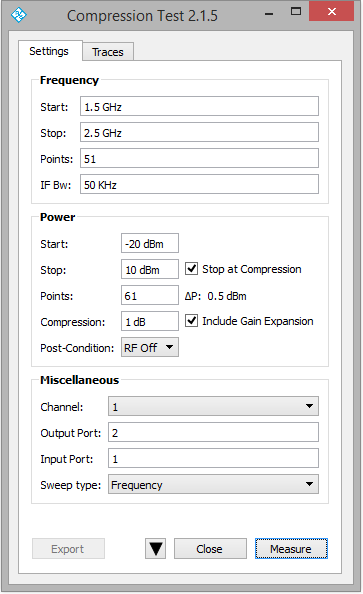 Compression Test 2.1.5
Settings Traces
Frequency
Start: 1.5 GHz
Stop: 2.5 GHz
Points: 51
IF Bw: 50 KHz
Power
Start: -20 dBm
Stop: 10 dBm Stop at Compression
Points: 61 ΔP: 0.5 dBm
Compression: 1 dB Include Gain Expansion
Post-Condition: RF Off
Miscellaneous
Channel: 1
Output Port: 2
Input Port: 1
Sweep type: Frequency
Export Close Measure